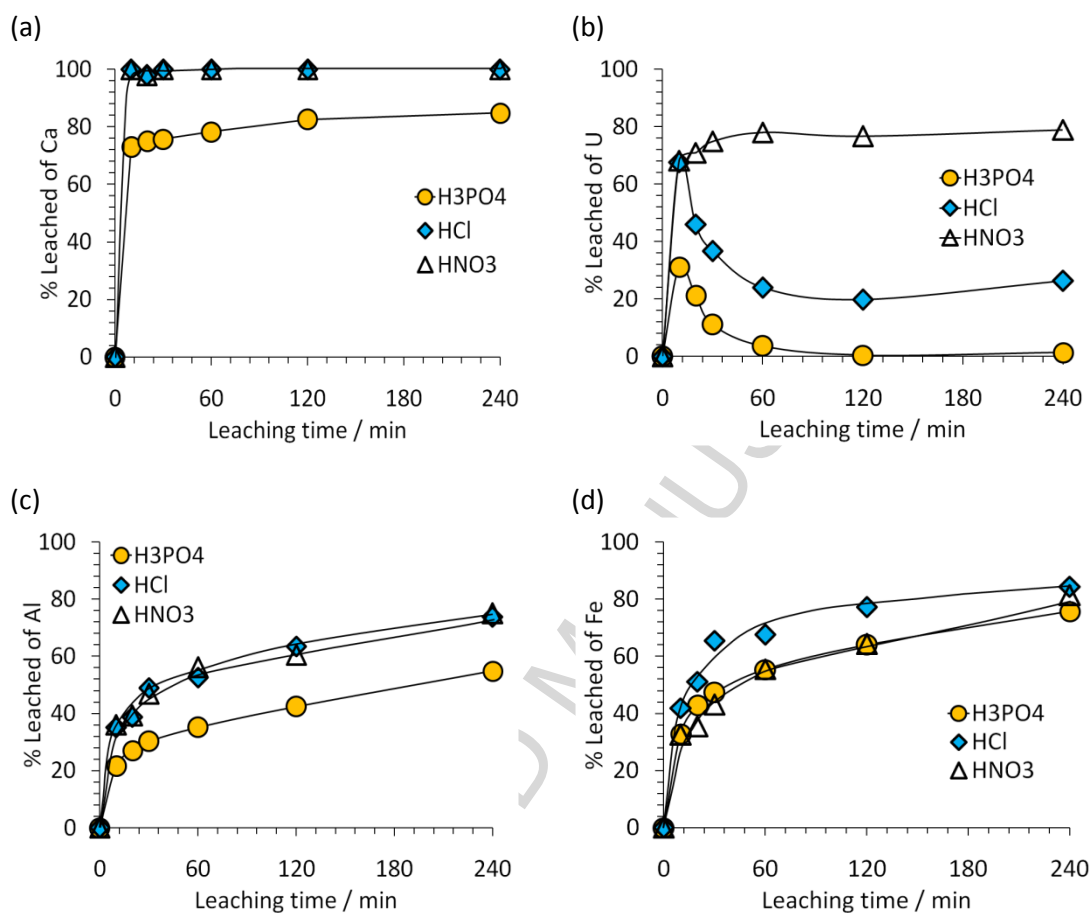 (a)
% Leached of Ca
100
80
60
40
20
0
H3PO4
HCl
HNO3
0 60 120 180 240
Leaching time / min
(b)
% Leached of U
100
80
60
40
20
0
H3PO4
HCl
HNO3
0 60 120 180 240
Leaching time / min
(c)
% Leached of Al
100
80
60
40
20
0
H3PO4
HCl
HNO3
0 60 120 180 240
Leaching time / min
(d)
% Leached of Fe
100
80
60
40
20
0
H3PO4
HCl
HNO3
0 60 120 180 240
Leaching time / min